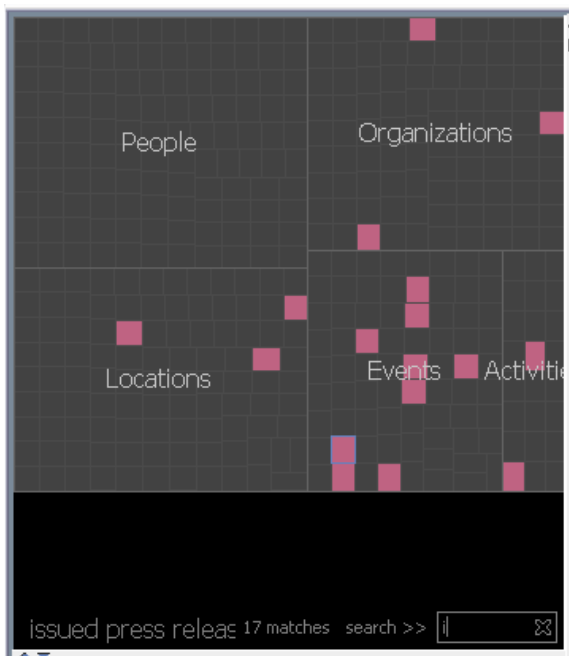 People
Organizations
Locations
Events
Activitie
issued press releas 17 matches search >> i